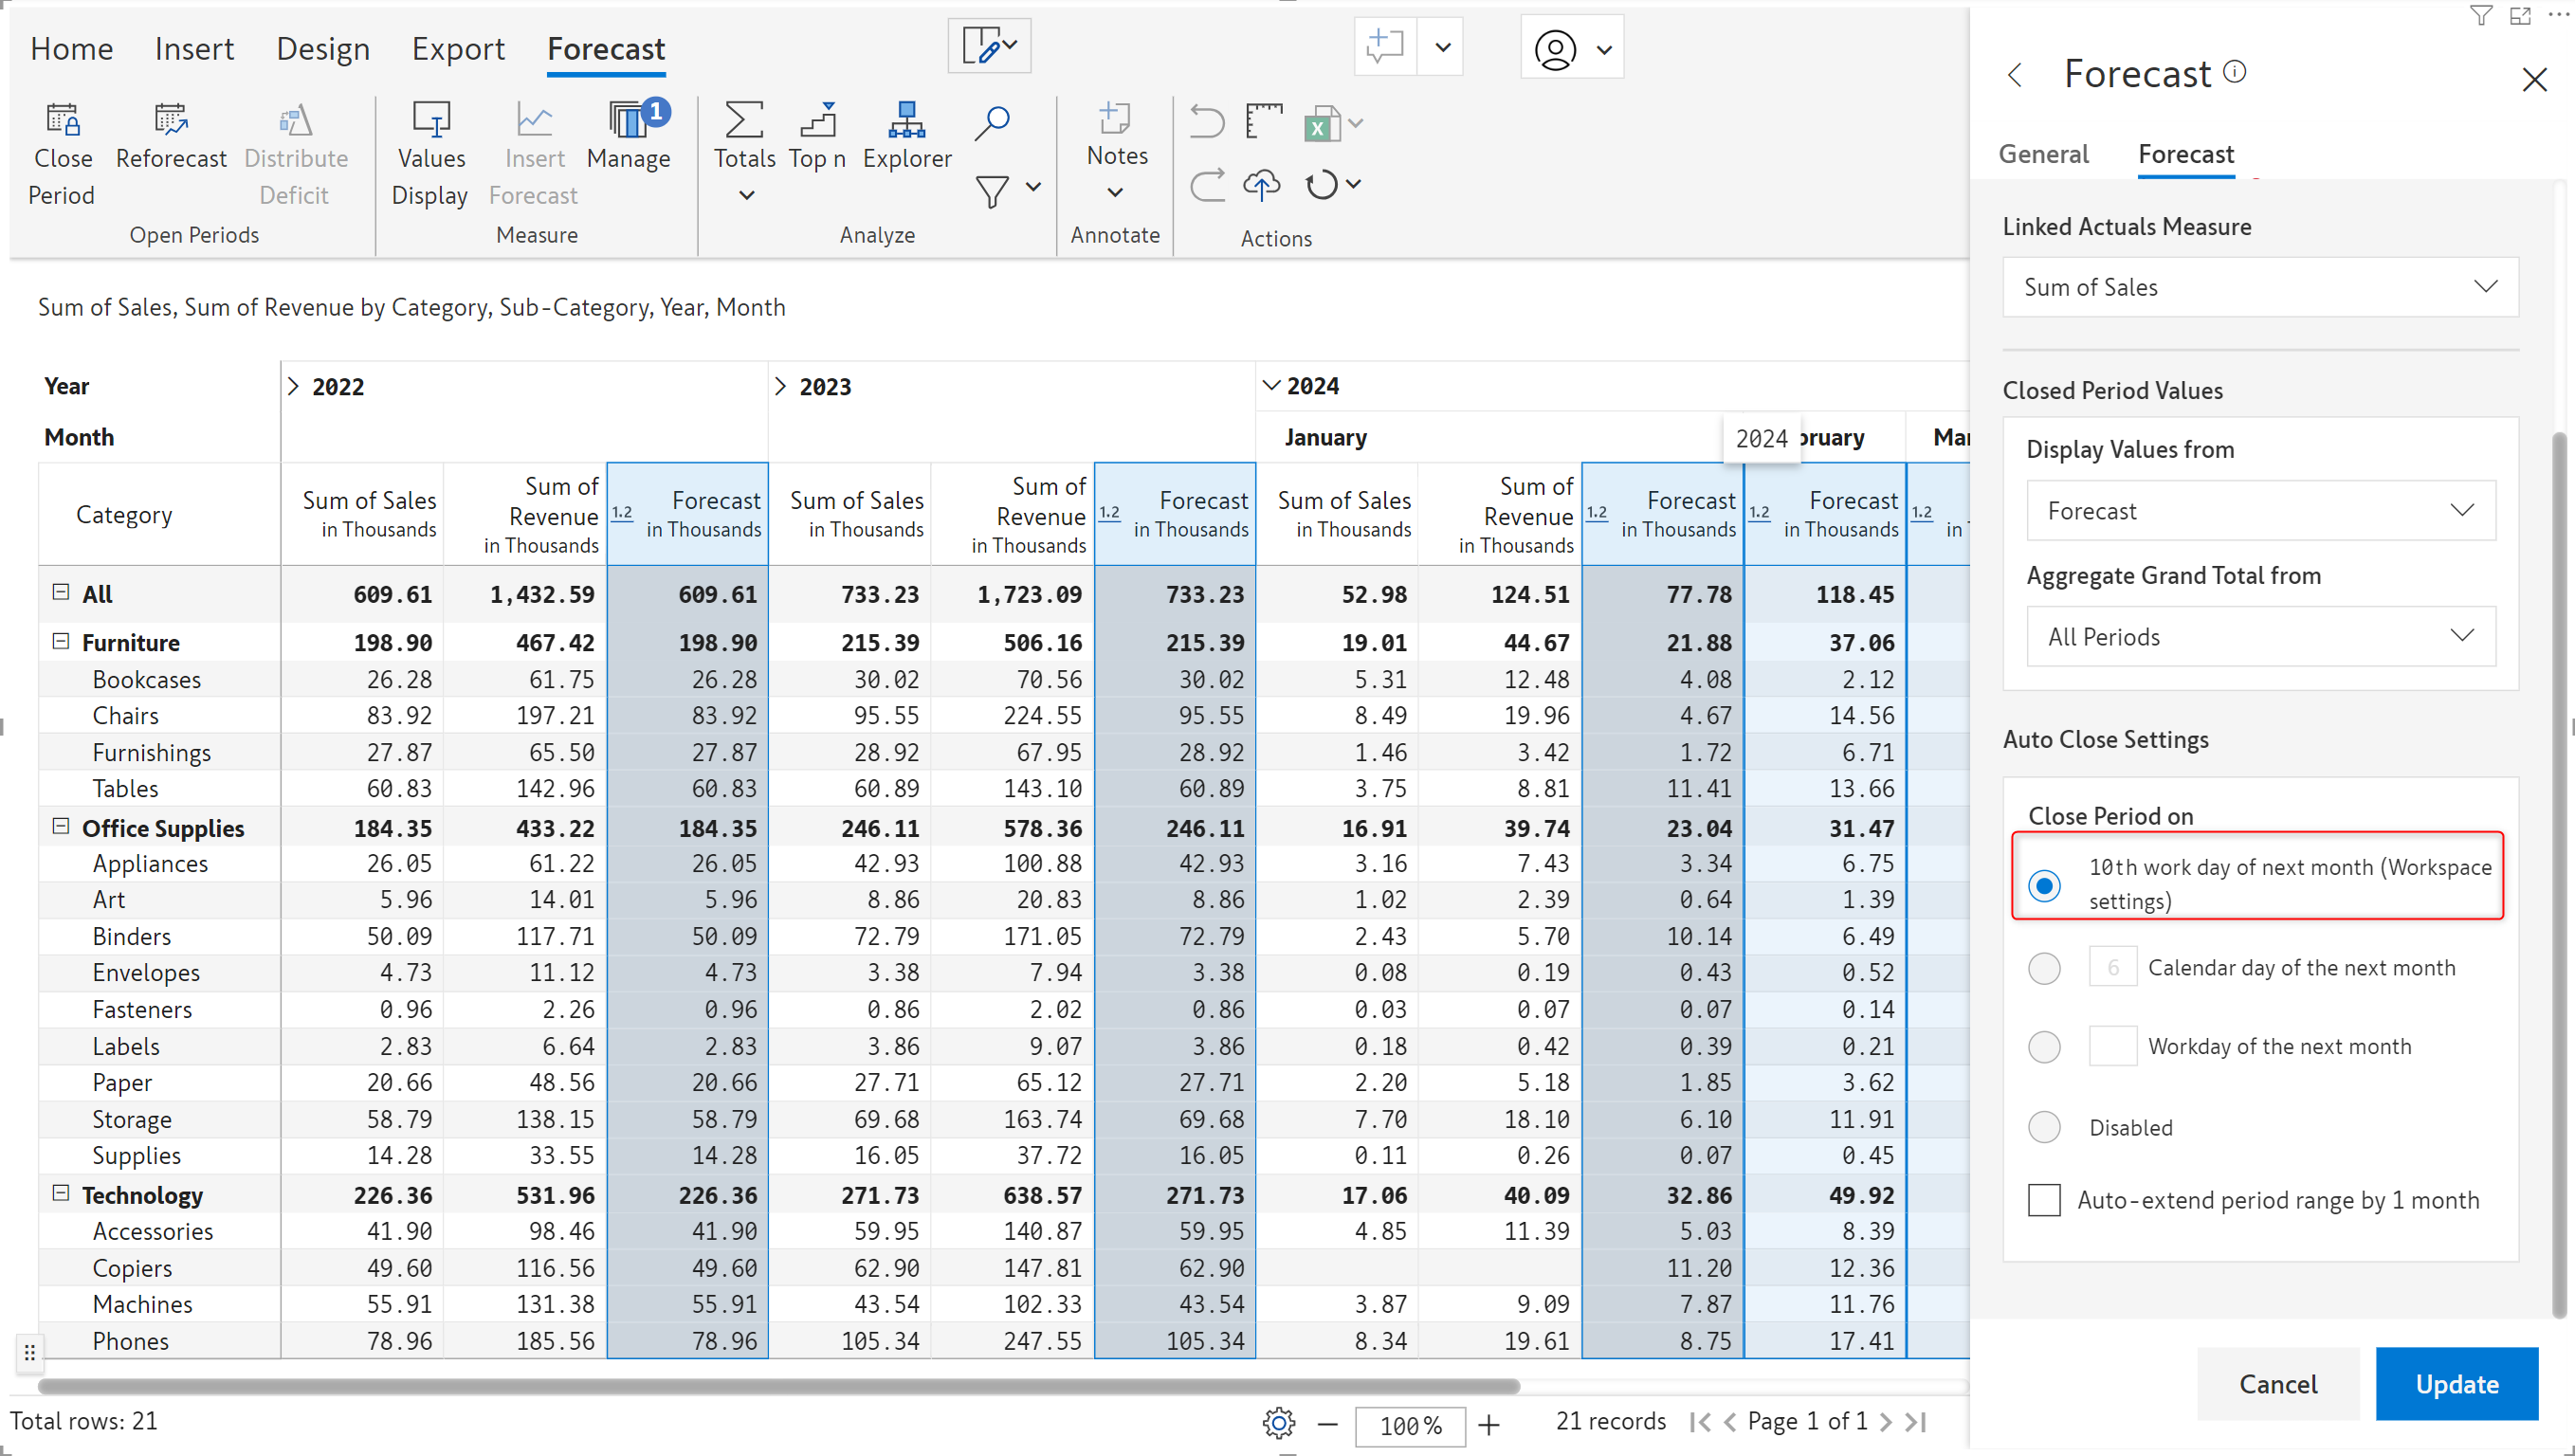 Home Insert Design Export Forecast
Close Period
Reforecast
Distribute Deficit
Open Periods
Values Display
Insert Forecast
Manage 1
Measure
Totals
Top n
Explorer
Analyze
Notes
Annotate
Actions
Sum of Sales, Sum of Revenue by Category, Sub-Category, Year, Month
Year 2022 2023 2024
Month January 2024 bruary Mar
Category Sum of Sales in Thousands Sum of Revenue in Thousands 1.2 Forecast in Thousands Sum of Sales in Thousands Sum of Revenue in Thousands 1.2 Forecast in Thousands Sum of Sales in Thousands Sum of Revenue in Thousands 1.2 Forecast in Thousands 1.2 Forecast in Thousands 1.2 in
All 609.61 1,432.59 609.61 733.23 1,723.09 733.23 52.98 124.51 77.78 118.45
Furniture 198.90 467.42 198.90 215.39 506.16 215.39 19.01 44.67 21.88 37.06
Bookcases 26.28 61.75 26.28 30.02 70.56 30.02 5.31 12.48 4.08 2.12
Chairs 83.92 197.21 83.92 95.55 224.55 95.55 8.49 19.96 4.67 14.56
Furnishings 27.87 65.50 27.87 28.92 67.95 28.92 1.46 3.42 1.72 6.71
Tables 60.83 142.96 60.83 60.89 143.10 60.89 3.75 8.81 11.41 13.66
Office Supplies 184.35 433.22 184.35 246.11 578.36 246.11 16.91 39.74 23.04 31.47
Appliances 26.05 61.22 26.05 42.93 100.88 42.93 3.16 7.43 3.34 6.75
Art 5.96 14.01 5.96 8.86 20.83 8.86 1.02 2.39 0.64 1.39
Binders 50.09 117.71 50.09 72.79 171.05 72.79 2.43 5.70 10.14 6.49
Envelopes 4.73 11.12 4.73 3.38 7.94 3.38 0.08 0.19 0.43 0.52
Fasteners 0.96 2.26 0.96 0.86 2.02 0.86 0.03 0.07 0.07 0.14
Labels 2.83 6.64 2.83 3.86 9.07 3.86 0.18 0.42 0.39 0.21
Paper 20.66 48.56 20.66 27.71 65.12 27.71 2.20 5.18 1.85 3.62
Storage 58.79 138.15 58.79 69.68 163.74 69.68 7.70 18.10 6.10 11.91
Supplies 14.28 33.55 14.28 16.05 37.72 16.05 0.11 0.26 0.07 0.45
Technology 226.36 531.96 226.36 271.73 638.57 271.73 17.06 40.09 32.86 49.92
Accessories 41.90 98.46 41.90 59.95 140.87 59.95 4.85 11.39 5.03 8.39
Copiers 49.60 116.56 49.60 62.90 147.81 62.90 11.20 12.36
Machines 55.91 131.38 55.91 43.54 102.33 43.54 3.87 9.09 7.87 11.76
Phones 78.96 185.56 78.96 105.34 247.55 105.34 8.34 19.61 8.75 17.41
Total rows: 21
100%
21 records
Page 1 of 1
Forecast
General Forecast
Linked Actuals Measure
Sum of Sales
Closed Period Values
Display Values from
Forecast
Aggregate Grand Total from
All Periods
Auto Close Settings
Close Period on
10th work day of next month (Workspace
settings)
6 Calendar day of the next month
Workday of the next month
Disabled
Auto-extend period range by 1 month
Cancel Update